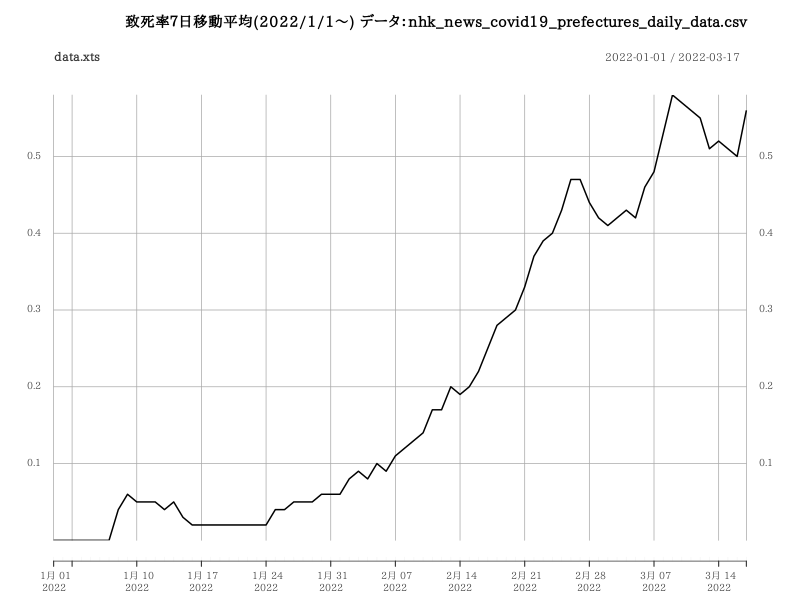 致死率7日移動平均(2022/1/1〜) データ:nhk_news_covid19_prefectures_daily_data.csv
data.xts 2022-01-01 / 2022-03-17
0.5 0.5
0.4 0.4
0.3 0.3
0.2 0.2
0.1 0.1
1月 01 1月 10 1月 17 1月 24 1月 31 2月 07 2月 14 2月 21 2月 28 3月 07 3月 14
2022 2022 2022 2022 2022 2022 2022 2022 2022 2022 2022